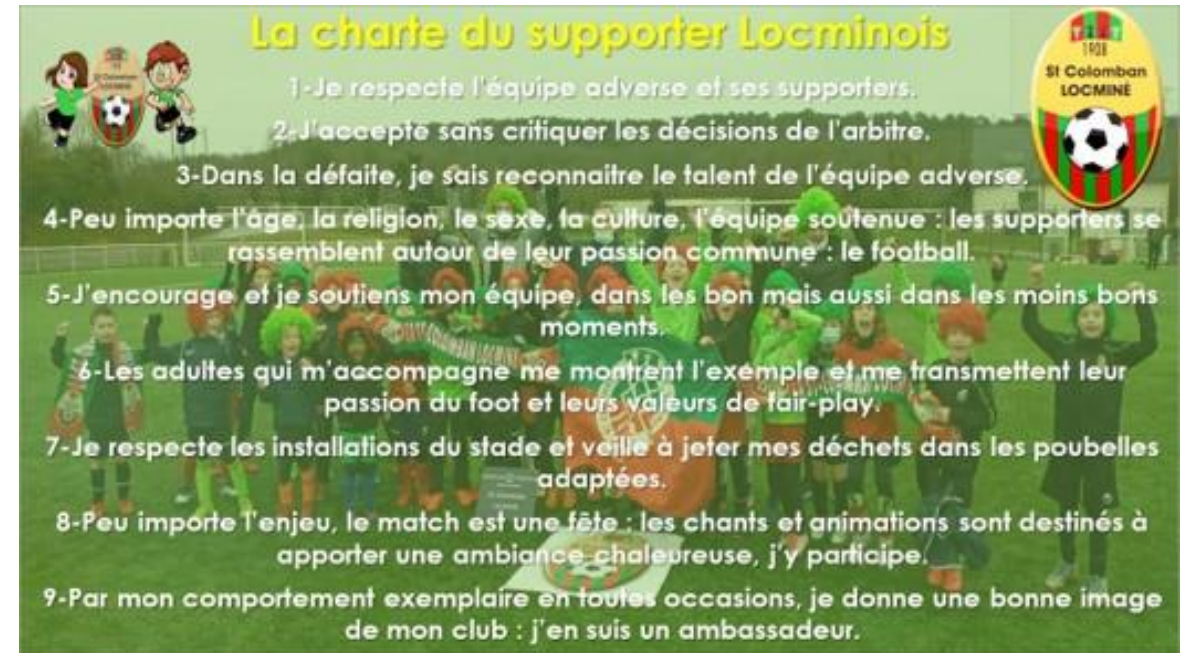 La charte du supporter Locminois
1908
St Colomban
LOCMINÉ
1-Je respecte l'équipe adverse et ses supporters.
2-J'accepte sans critiquer les décisions de l'arbitre.
3-Dans la défaite, je sais reconnaître le talent de l'équipe adverse.
4-Peu importe l'âge, la religion, le sexe, la culture, l'équipe soutenue : les supporters se
rassemblent autour de leur passion commune : le football.
5-J'encourage et je soutiens mon équipe, dans les bon mais aussi dans les moins bons
moments.
6-Les adultes qui m'accompagne me montrent l'exemple et me transmettent leur
passion du foot et leurs valeurs de fair-play.
7-Je respecte les installations du stade et veille à jeter mes déchets dans les poubelles
adaptées.
8-Peu importe l'enjeu, le match est une fête : les chants et animations sont destinés à
apporter une ambiance chaleureuse, j'y participe.
9-Par mon comportement exemplaire en toutes occasions, je donne une bonne image
de mon club : j'en suis un ambassadeur.